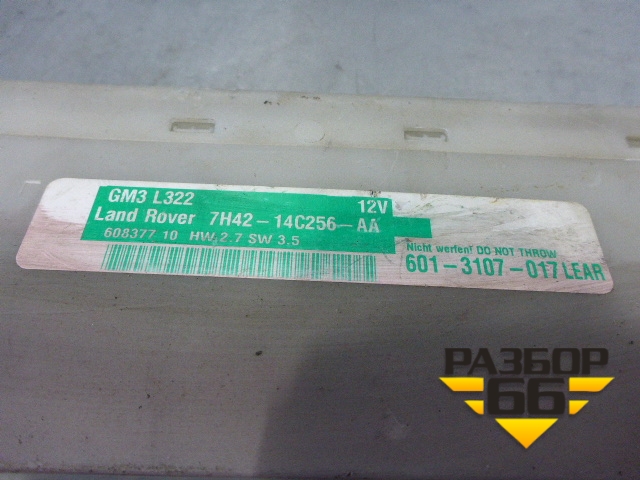 GM3 L322 12V
Land Rover 7H42-14C256-AA
608377 10 HW 2.7 SW 3.5
Nicht werfen! DO NOT THROW
601-3107-017 LEAR
РАЗБОР
66